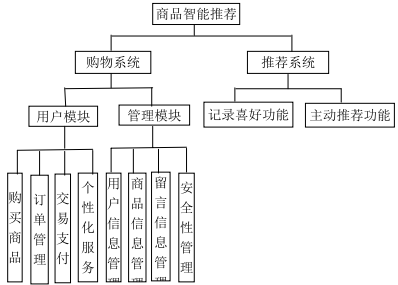 商品智能推荐
购物系统
推荐系统
用户模块
管理模块
记录喜好功能
主动推荐功能
购买商品
订单管理
交易支付
个性化服务
用户信息管理
商品信息管理
留言信息管理
安全性管理